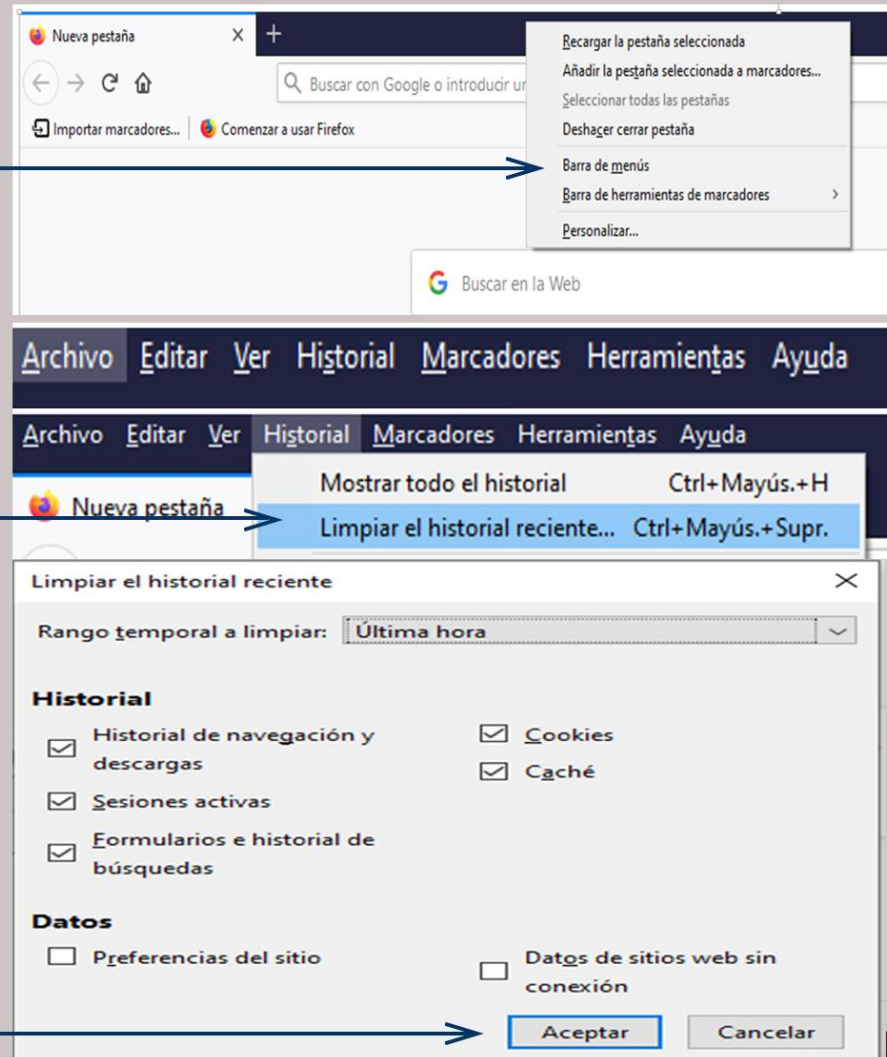 Nueva pestaña
Buscar con Google o introducir ur
Importar marcadores...
Comenzar a usar Firefox
Recargar la pestaña seleccionada
Añadir la pestaña seleccionada a marcadores...
Seleccionar todas las pestañas
Deshacer cerrar pestaña
Barra de menús
Barra de herramientas de marcadores
Personalizar...
Buscar en la Web
Archivo Editar Ver Historial Marcadores Herramientas Ayuda
Archivo Editar Ver Historial Marcadores Herramientas Ayuda
Nueva pestaña
Mostrar todo el historial Ctrl+Mayús.+H
Limpiar el historial reciente... Ctrl+Mayús.+Supr.
Limpiar el historial reciente
Rango temporal a limpiar: Última hora
Historial
Historial de navegación y
descargas
Cookies
Caché
Sesiones activas
Formularios e historial de
búsquedas
Datos
Preferencias del sitio
Datos de sitios web sin
conexión
Aceptar Cancelar